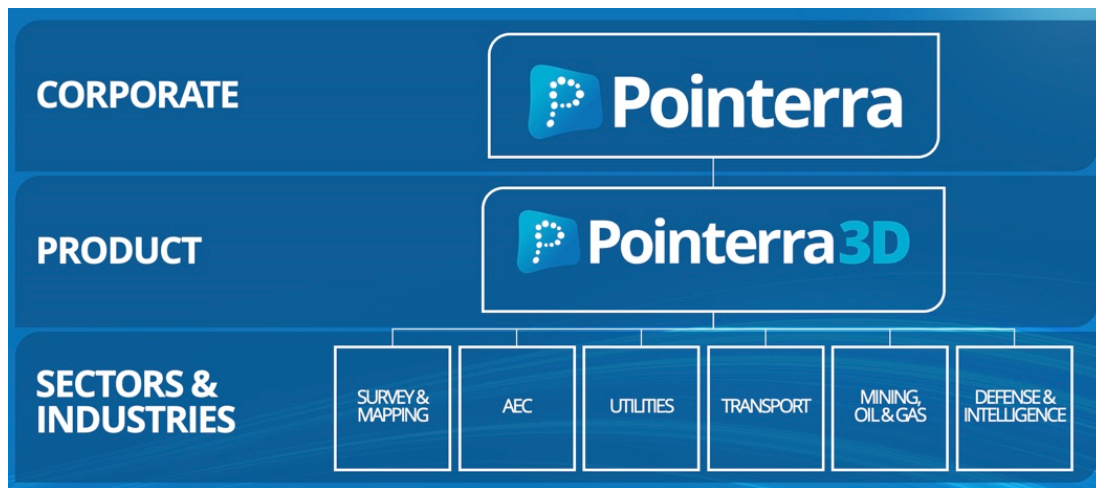 CORPORATE
Pointerra
PRODUCT
Pointerra3D
SECTORS &
INDUSTRIES
SURVEY &
MAPPING
AEC
UTILITIES
TRANSPORT
MINING,
OIL & GAS
DEFENSE &
INTELLIGENCE